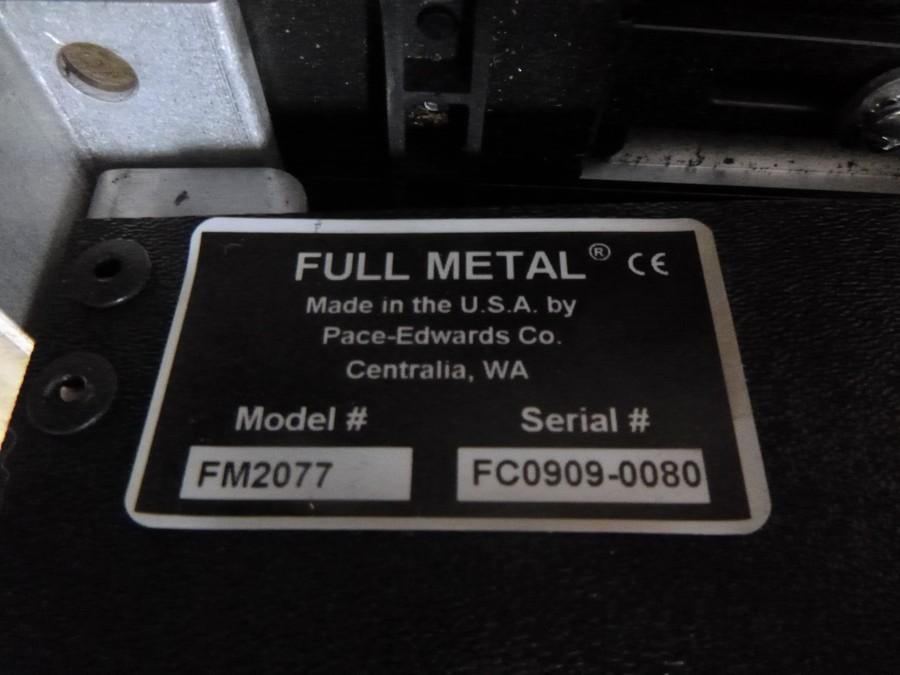 FULL METAL® CE
Made in the U.S.A. by
Pace-Edwards Co.
Centralia, WA
Model # Serial #
FM2077 FC0909-0080